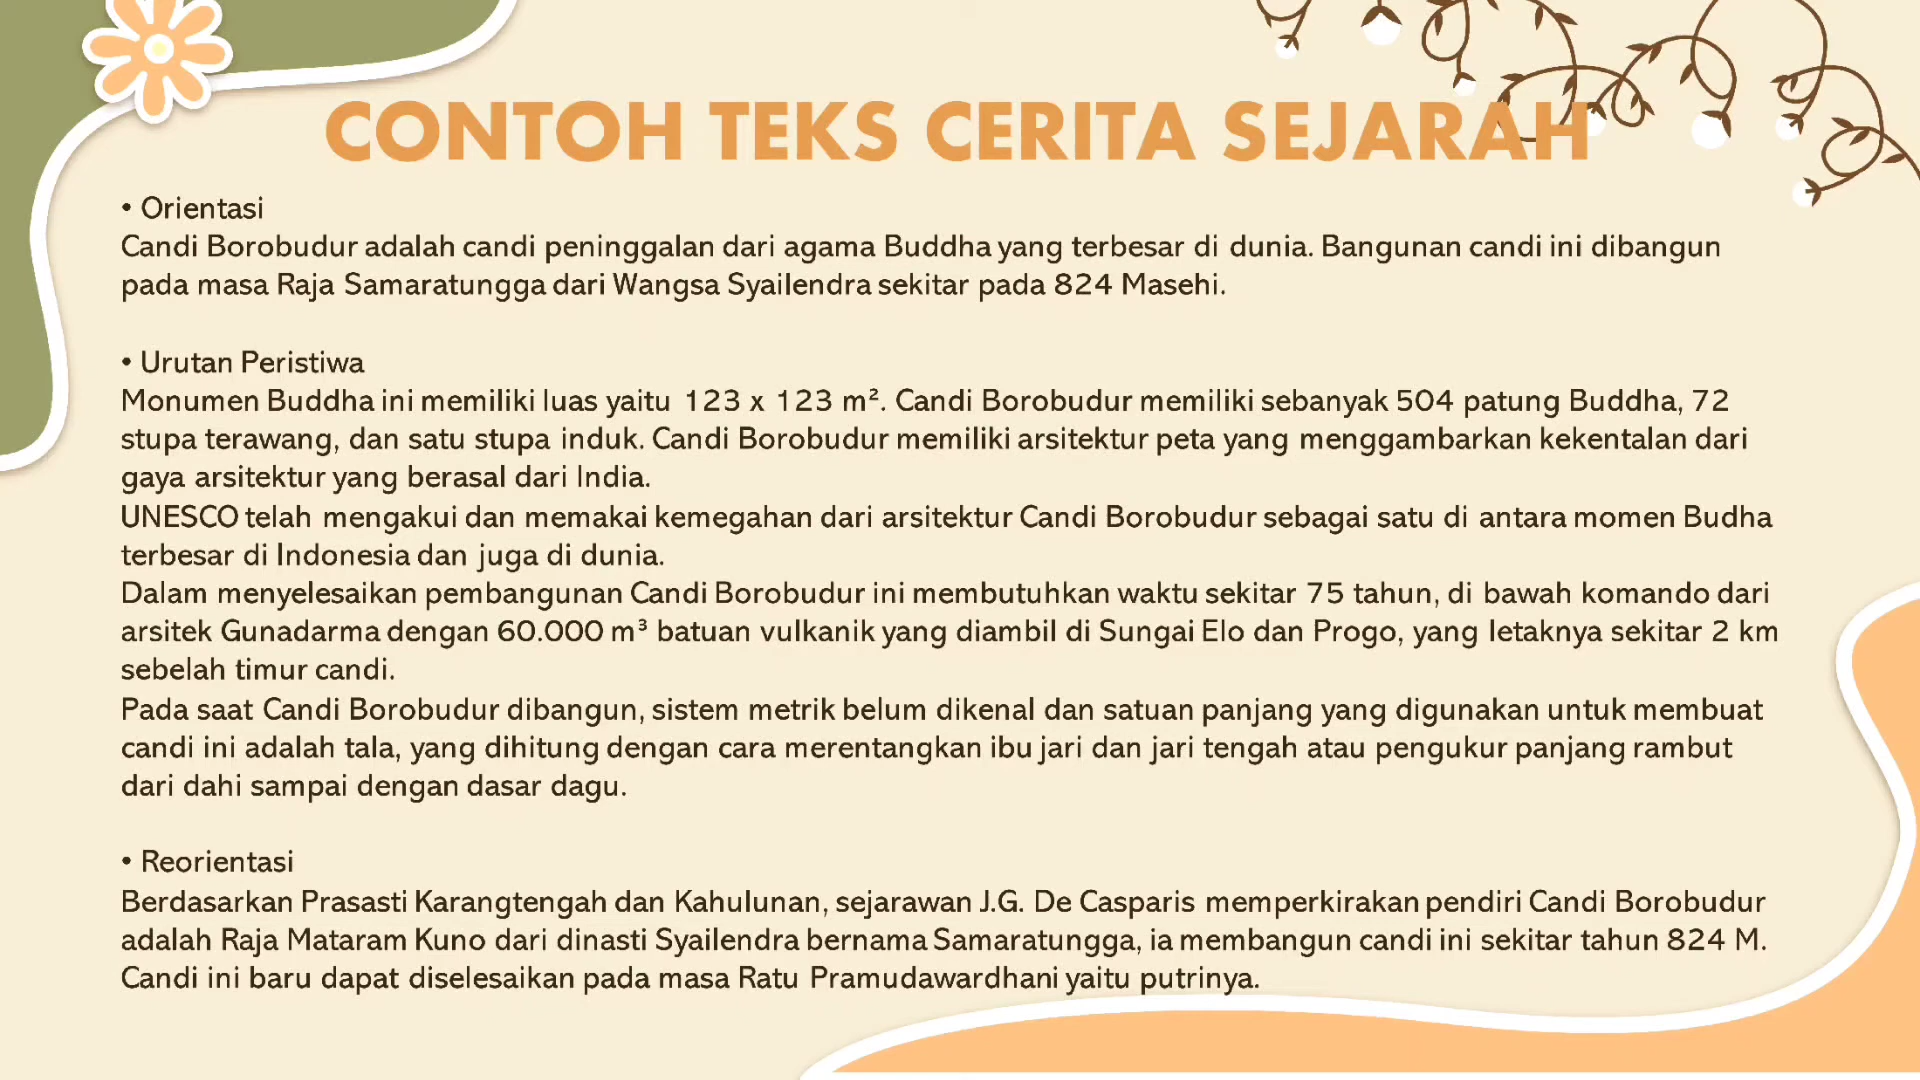 CONTOH TEKS CERITA SEJARAH
• Orientasi
Candi Borobudur adalah candi peninggalan dari agama Buddha yang terbesar di dunia. Bangunan candi ini dibangun
pada masa Raja Samaratungga dari Wangsa Syailendra sekitar pada 824 Masehi.
• Urutan Peristiwa
Monumen Buddha ini memiliki luas yaitu 123 x 123 m². Candi Borobudur memiliki sebanyak 504 patung Buddha, 72
stupa terawang, dan satu stupa induk. Candi Borobudur memiliki arsitektur peta yang menggambarkan kekentalan dari
gaya arsitektur yang berasal dari India.
UNESCO telah mengakui dan memakai kemegahan dari arsitektur Candi Borobudur sebagai satu di antara momen Budha
terbesar di Indonesia dan juga di dunia.
Dalam menyelesaikan pembangunan Candi Borobudur ini membutuhkan waktu sekitar 75 tahun, di bawah komando dari
arsitek Gunadarma dengan 60.000 m³ batuan vulkanik yang diambil di Sungai Elo dan Progo, yang letaknya sekitar 2 km
sebelah timur candi.
Pada saat Candi Borobudur dibangun, sistem metrik belum dikenal dan satuan panjang yang digunakan untuk membuat
candi ini adalah tala, yang dihitung dengan cara merentangkan ibu jari dan jari tengah atau pengukur panjang rambut
dari dahi sampai dengan dasar dagu.
• Reorientasi
Berdasarkan Prasasti Karangtengah dan Kahulunan, sejarawan J.G. De Casparis memperkirakan pendiri Candi Borobudur
adalah Raja Mataram Kuno dari dinasti Syailendra bernama Samaratungga, ia membangun candi ini sekitar tahun 824 M.
Candi ini baru dapat diselesaikan pada masa Ratu Pramudawardhani yaitu putrinya.